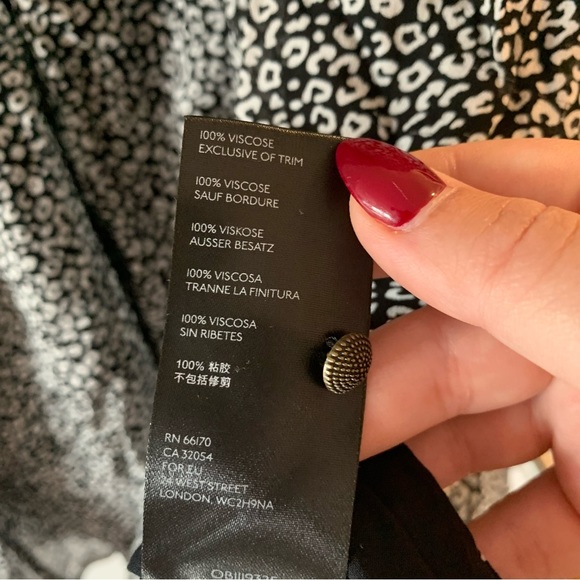 100% VISCOSE
EXCLUSIVE OF TRIM
100% VISCOSE
SAUF BORDURE
100% VISKOSE
AUSSER BESATZ
100% VISCOSA
TRANNE LA FINITURA
100% VISCOSA
SIN RIBETES
100% 粘胶
不包括修剪
RN 66170
CA 32054
FOR EU
24 WEST STREET
LONDON, WC2H9NA